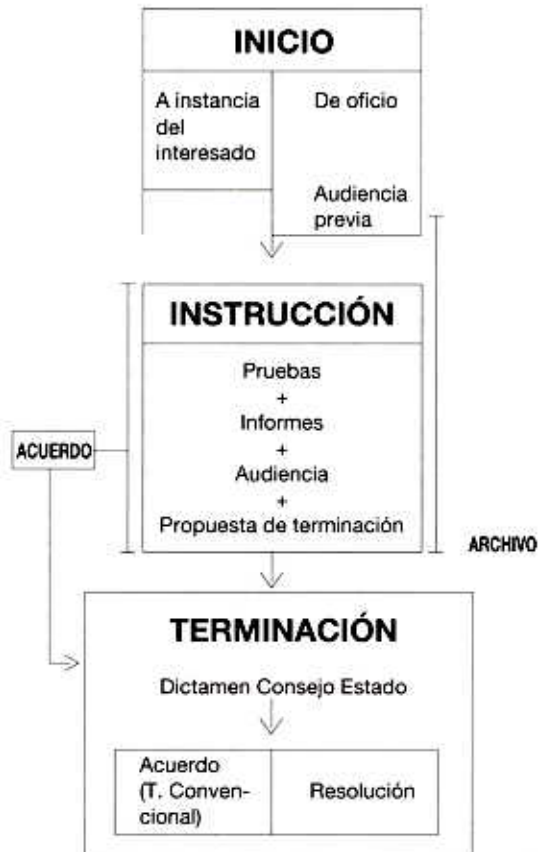 INICIO
A instancia
del
interesado
De oficio
Audiencia
previa
INSTRUCCIÓN
Pruebas
+
Informes
+
Audiencia
+
Propuesta de terminación
ACUERDO
ARCHIVO
TERMINACIÓN
Dictamen Consejo Estado
Acuerdo
(T. Conven-
cional)
Resolución